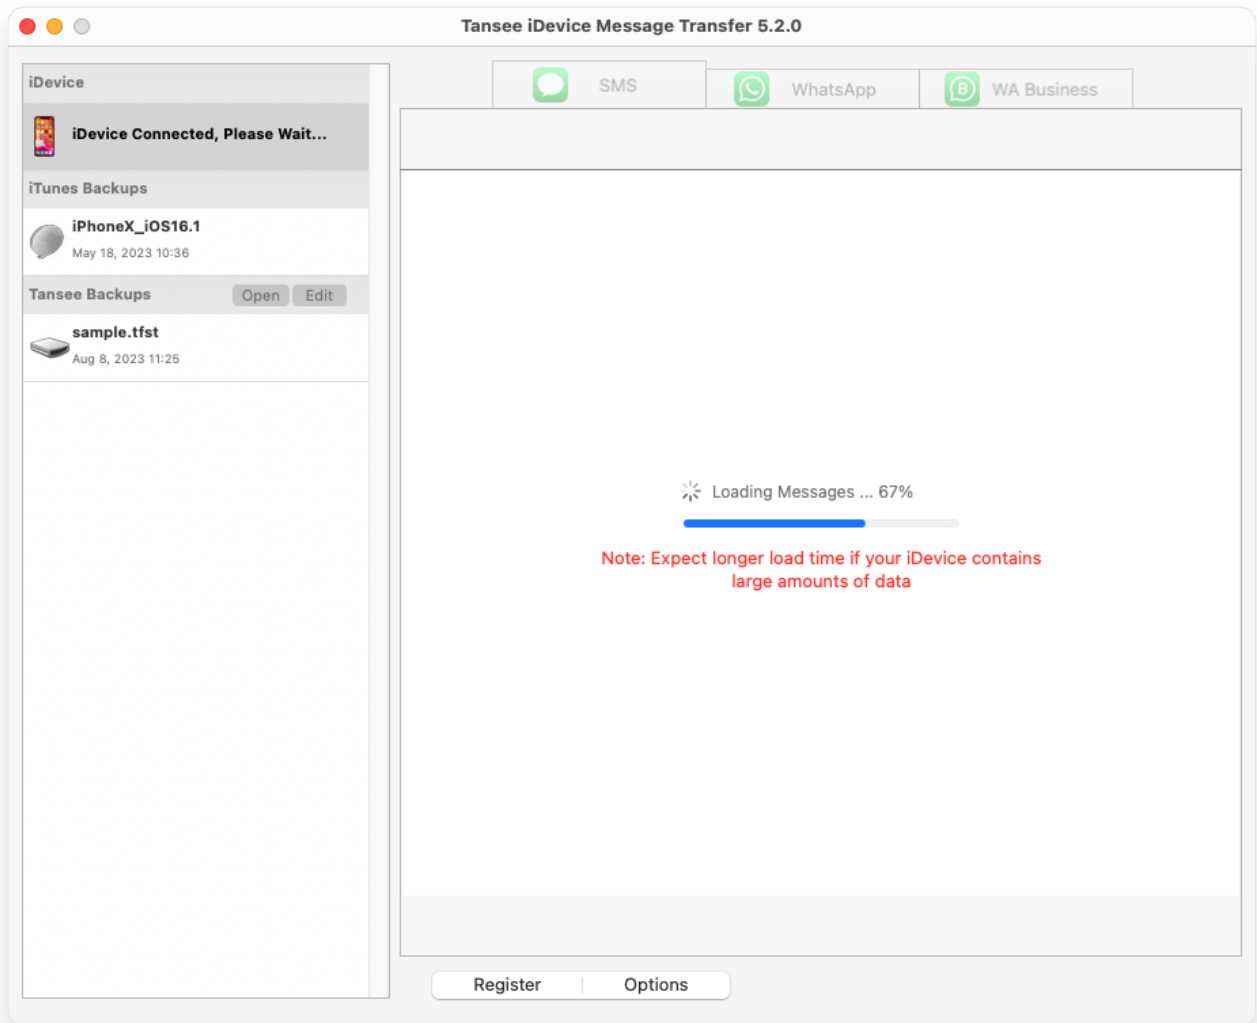 Tansee iDevice Message Transfer 5.2.0
iDevice
iDevice Connected, Please Wait...
iTunes Backups
iPhoneX_iOS16.1
May 18, 2023 10:36
Tansee Backups Open Edit
sample.tfst
Aug 8, 2023 11:25
SMS WhatsApp WA Business
Loading Messages ... 67%
Note: Expect longer load time if your iDevice contains
large amounts of data
Register Options